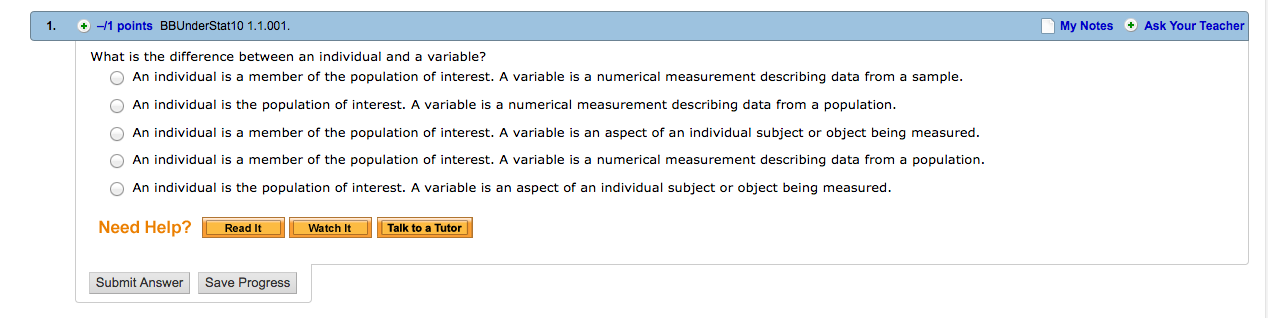 1. –/1 points BBUnderStat10 1.1.001. My Notes Ask Your Teacher
What is the difference between an individual and a variable?
An individual is a member of the population of interest. A variable is a numerical measurement describing data from a sample.
An individual is the population of interest. A variable is a numerical measurement describing data from a population.
An individual is a member of the population of interest. A variable is an aspect of an individual subject or object being measured.
An individual is a member of the population of interest. A variable is a numerical measurement describing data from a population.
An individual is the population of interest. A variable is an aspect of an individual subject or object being measured.
Need Help? Read It Watch It Talk to a Tutor
Submit Answer Save Progress